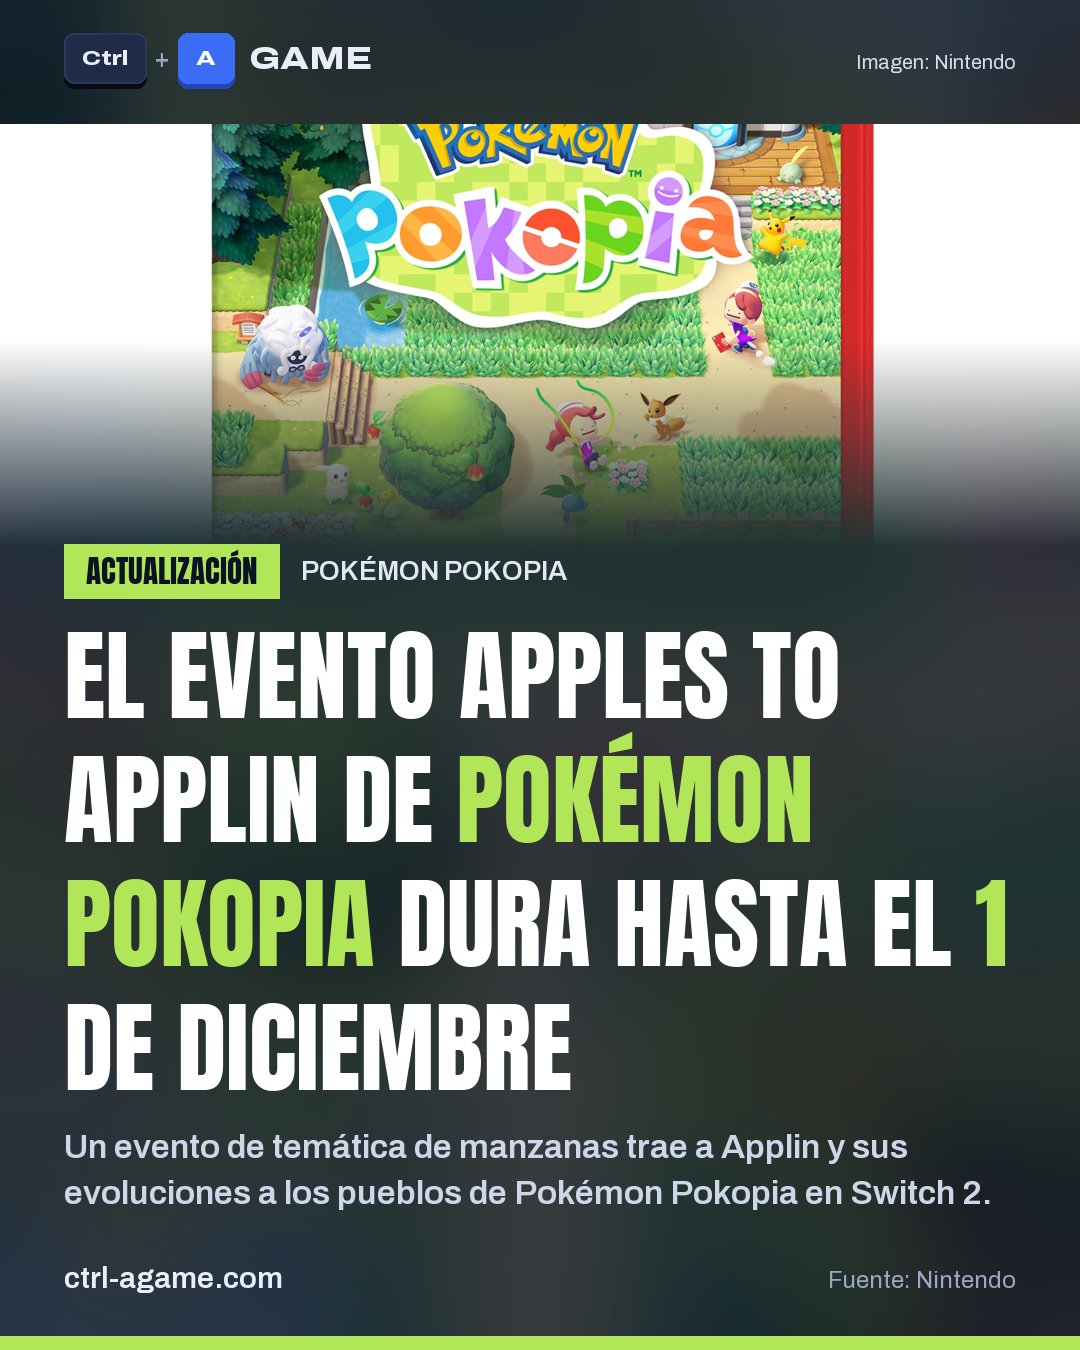 Ctrl + A GAME
Imagen: Nintendo
POKÉMON
pokopia
TM
ACTUALIZACIÓN
POKÉMON POKOPIA
EL EVENTO APPLES TO
APPLIN DE POKÉMON
POKOPIA DURA HASTA EL 1
DE DICIEMBRE
Un evento de temática de manzanas trae a Applin y sus
evoluciones a los pueblos de Pokémon Pokopia en Switch 2.
ctrl-agame.com
Fuente: Nintendo